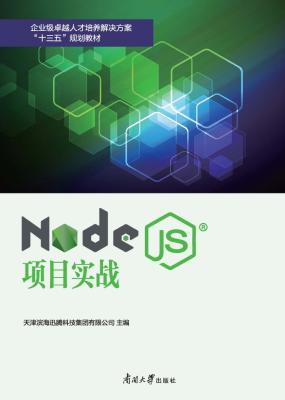 企业级卓越人才培养解决方案
“十三五”规划教材
Node JS®
项目实战
天津滨海迅腾科技集团有限公司 主编
南开大学出版社